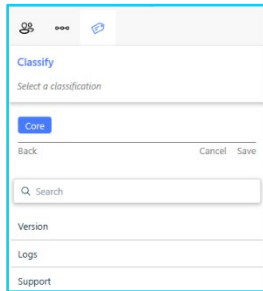 Classify
Select a classification
Core
Back Cancel Save
Search
Version
Logs
Support